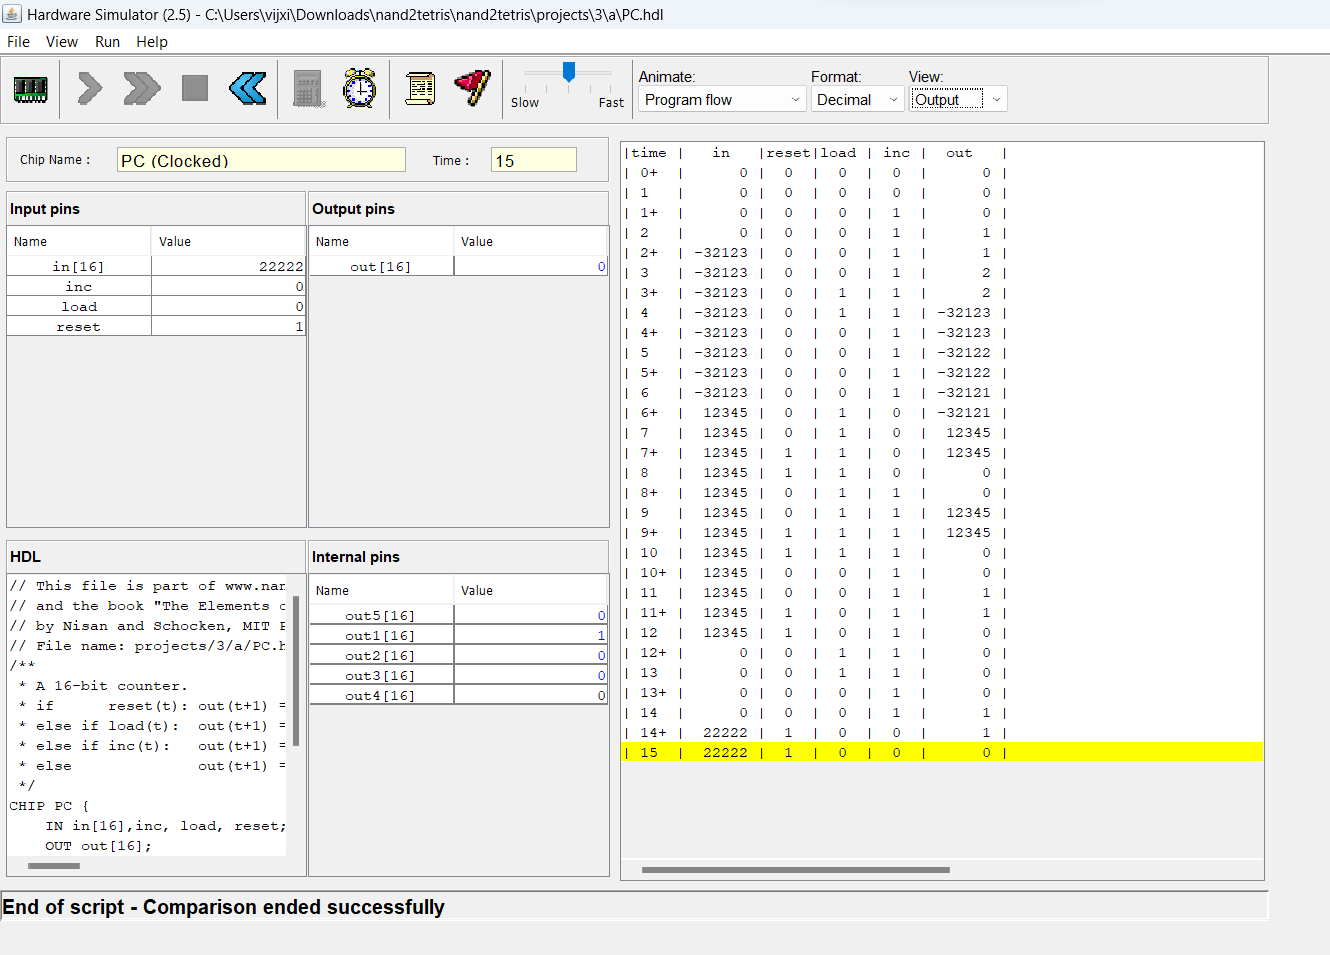 Hardware Simulator (2.5) - C:\Users\vijxi\Downloads\nand2tetris\nand2tetris\projects\3\a\PC.hdl
File View Run Help
Slow Fast
Animate: Format: View:
Program flow Decimal Output
Chip Name : PC (Clocked) Time : 15
Input pins
Name Value
in[16] 22222
inc 0
load 0
reset 1
Output pins
Name Value
out[16] 0
HDL
// This file is part of www.nan
// and the book "The Elements o
// by Nisan and Schocken, MIT P
// File name: projects/3/a/PC.h
/**
* A 16-bit counter.
* if reset(t): out(t+1) =
* else if load(t): out(t+1) =
* else if inc(t): out(t+1) =
* else out(t+1) =
*/
CHIP PC {
IN in[16],inc, load, reset;
OUT out[16];
Internal pins
Name Value
out5[16] 0
out1[16] 1
out2[16] 0
out3[16] 0
out4[16] 0
|time | in |reset|load | inc | out |
| 0+ | 0 | 0 | 0 | 0 | 0 |
| 1 | 0 | 0 | 0 | 0 | 0 |
| 1+ | 0 | 0 | 0 | 1 | 0 |
| 2 | 0 | 0 | 0 | 1 | 1 |
| 2+ | -32123 | 0 | 0 | 1 | 1 |
| 3 | -32123 | 0 | 0 | 1 | 2 |
| 3+ | -32123 | 0 | 1 | 1 | 2 |
| 4 | -32123 | 0 | 1 | 1 | -32123 |
| 4+ | -32123 | 0 | 0 | 1 | -32123 |
| 5 | -32123 | 0 | 0 | 1 | -32122 |
| 5+ | -32123 | 0 | 0 | 1 | -32122 |
| 6 | -32123 | 0 | 0 | 1 | -32121 |
| 6+ | 12345 | 0 | 1 | 0 | -32121 |
| 7 | 12345 | 0 | 1 | 0 | 12345 |
| 7+ | 12345 | 1 | 1 | 0 | 12345 |
| 8 | 12345 | 1 | 1 | 0 | 0 |
| 8+ | 12345 | 0 | 1 | 1 | 0 |
| 9 | 12345 | 0 | 1 | 1 | 12345 |
| 9+ | 12345 | 1 | 1 | 1 | 12345 |
| 10 | 12345 | 1 | 1 | 1 | 0 |
| 10+ | 12345 | 0 | 0 | 1 | 0 |
| 11 | 12345 | 0 | 0 | 1 | 1 |
| 11+ | 12345 | 1 | 0 | 1 | 1 |
| 12 | 12345 | 1 | 0 | 1 | 0 |
| 12+ | 0 | 0 | 1 | 1 | 0 |
| 13 | 0 | 0 | 1 | 1 | 0 |
| 13+ | 0 | 0 | 0 | 1 | 0 |
| 14 | 0 | 0 | 0 | 1 | 1 |
| 14+ | 22222 | 1 | 0 | 0 | 1 |
| 15 | 22222 | 1 | 0 | 0 | 0 |
End of script - Comparison ended successfully